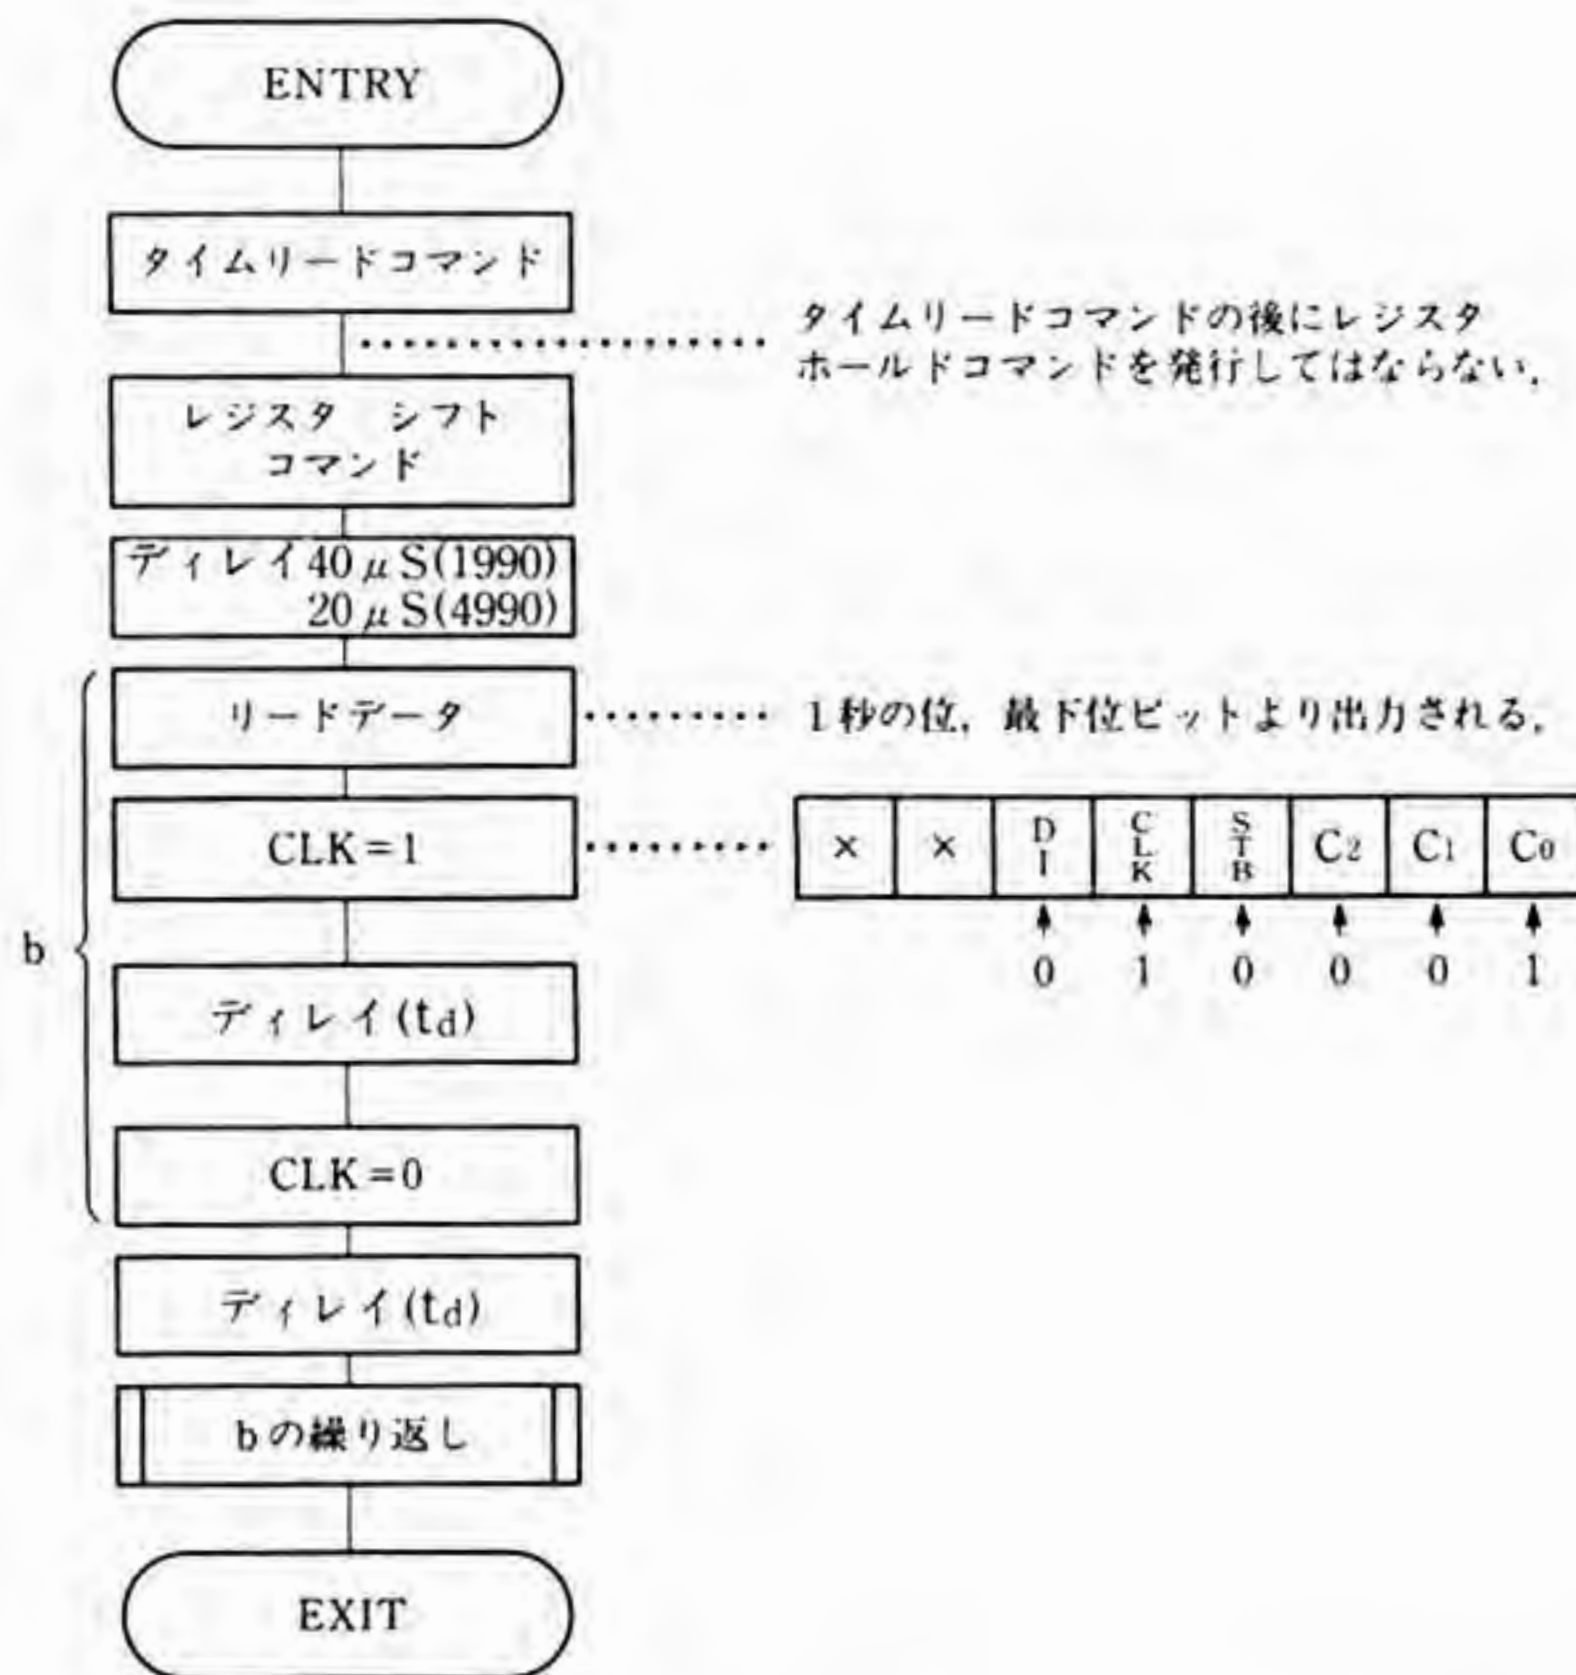 ENTRY
タイムリードコマンド
タイムリードコマンドの後にレジスタ
ホールドコマンドを発行してはならない．
レジスタ シフト
コマンド
ディレイ40μS(1990)
20μS(4990)
リードデータ
1秒の位，最下位ビットより出力される．
CLK=1
× × DI CLK STB C2 C1 C0
0 1 0 0 0 1
b
ディレイ(td)
CLK=0
ディレイ(td)
bの繰り返し
EXIT